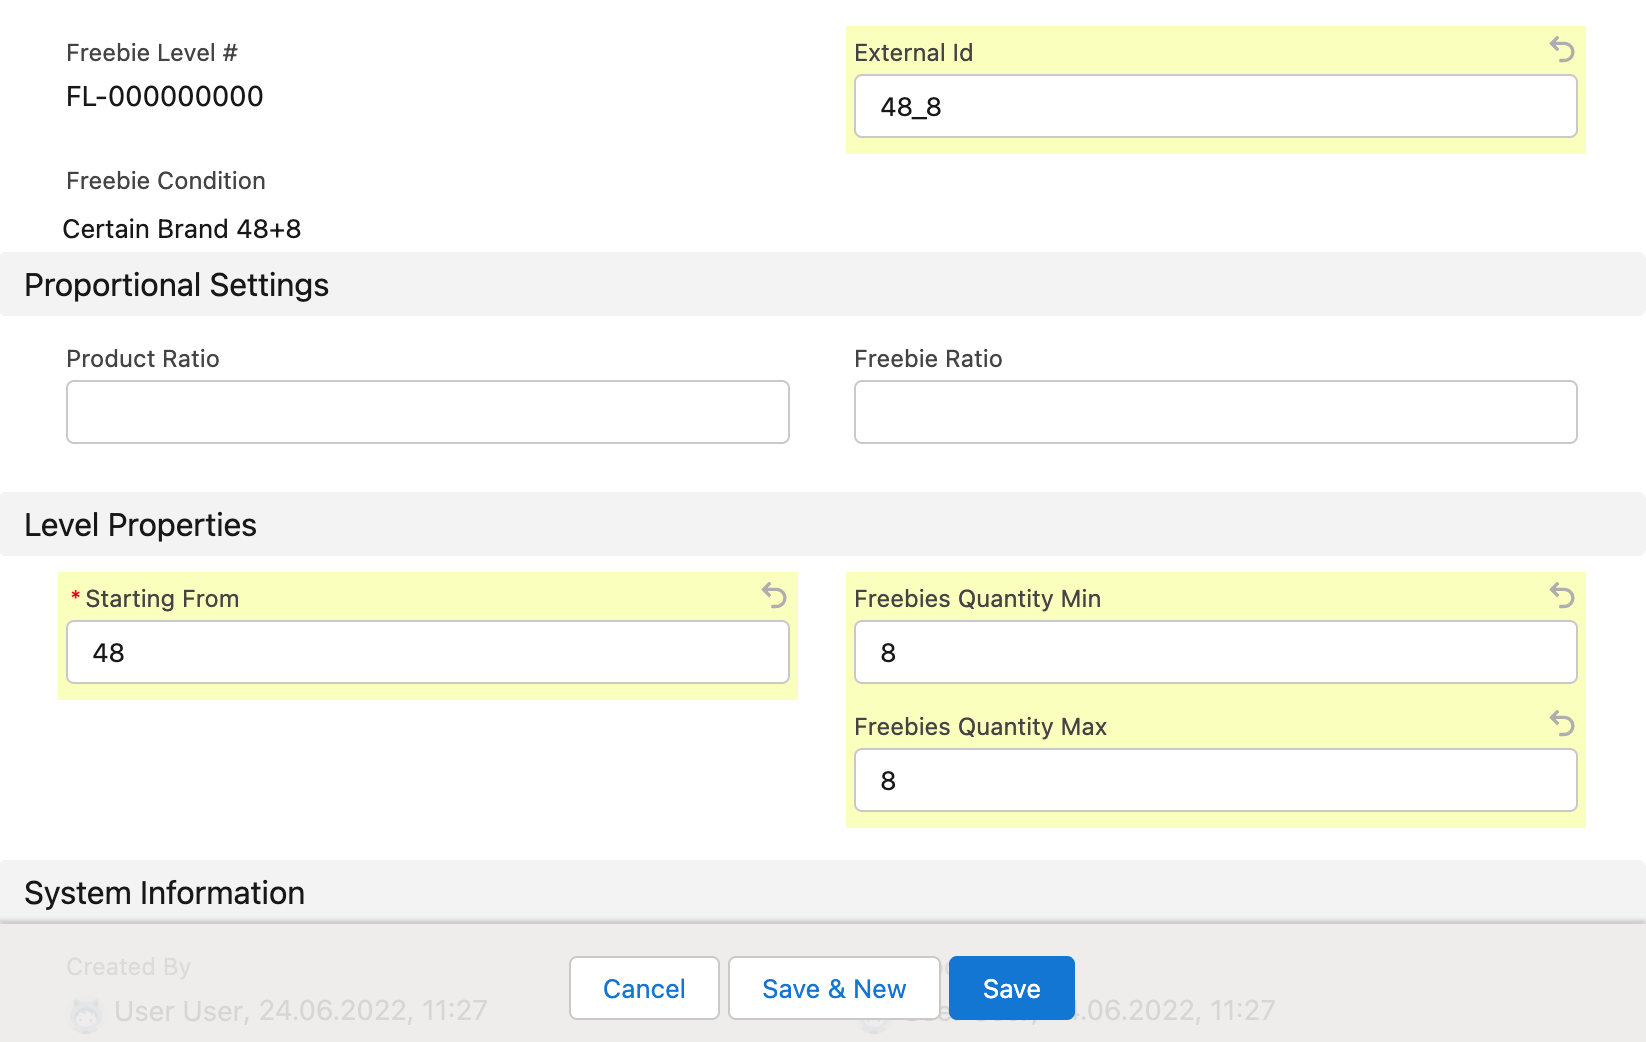 Freebie Level #
FL-000000000
External Id
48_8
Freebie Condition
Certain Brand 48+8
Proportional Settings
Product Ratio
Freebie Ratio
Level Properties
* Starting From
48
Freebies Quantity Min
8
Freebies Quantity Max
8
System Information
Created By
User User, 24.06.2022, 11:27
.06.2022, 11:27
Cancel
Save & New
Save